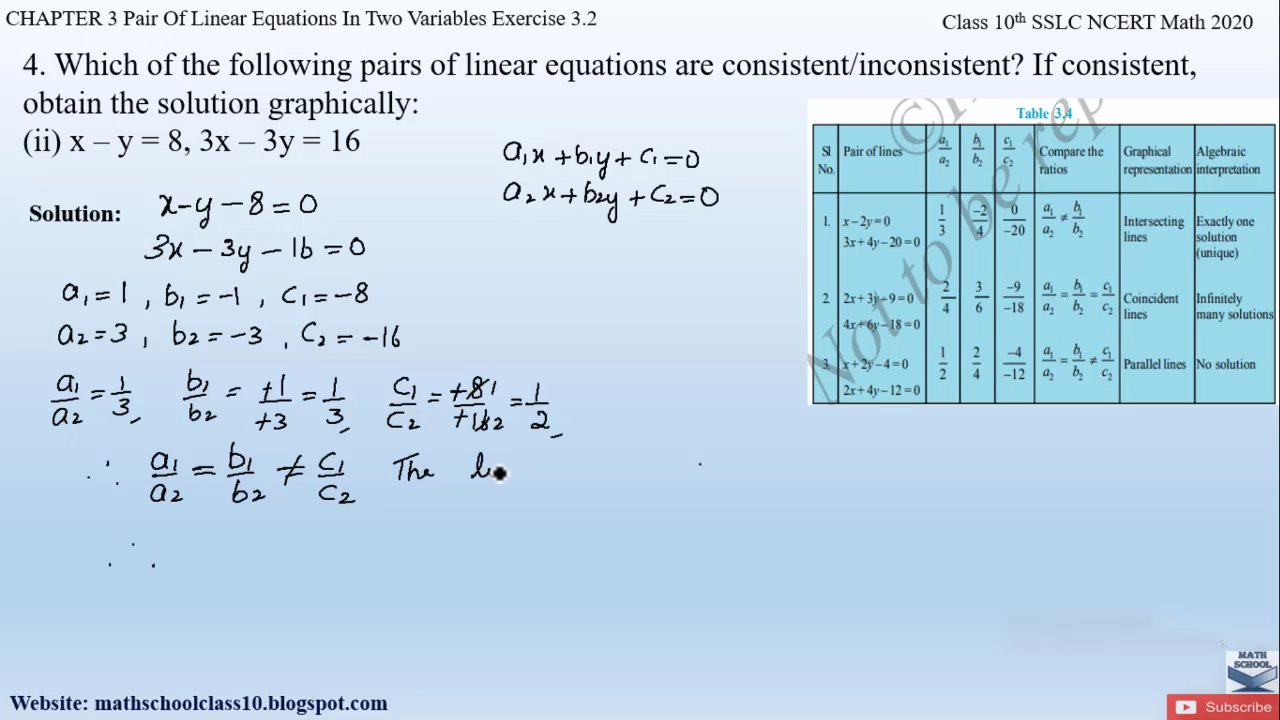 CHAPTER 3 Pair Of Linear Equations In Two Variables Exercise 3.2
Class 10th SSLC NCERT Math 2020
4. Which of the following pairs of linear equations are consistent/inconsistent? If consistent,
obtain the solution graphically:
(ii) x – y = 8, 3x – 3y = 16
a₁x + b₁y + c₁ = 0
a₂x + b₂y + c₂ = 0
Solution: x - y - 8 = 0
3x - 3y - 16 = 0
a₁ = 1, b₁ = -1, c₁ = -8
a₂ = 3, b₂ = -3, c₂ = -16
a₁/a₂ = 1/3, b₁/b₂ = +1/+3 = 1/3, c₁/c₂ = +8 1/+16 2 = 1/2
∴ a₁/a₂ = b₁/b₂ ≠ c₁/c₂ The
∴
Table 3.4
Sl No. Pair of lines a₁/a₂ b₁/b₂ c₁/c₂ Compare the ratios Graphical representation Algebraic interpretation
1. x – 2y = 0 1/3 -2/4 0/-20 a₁/a₂ ≠ b₁/b₂ Intersecting lines Exactly one solution (unique)
3x + 4y – 20 = 0
2. 2x + 3y – 9 = 0 2/4 3/6 -9/-18 a₁/a₂ = b₁/b₂ = c₁/c₂ Coincident lines Infinitely many solutions
4x + 6y – 18 = 0
3. x + 2y – 4 = 0 1/2 2/4 -4/-12 a₁/a₂ = b₁/b₂ ≠ c₁/c₂ Parallel lines No solution
2x + 4y – 12 = 0
Not to be rep
MATH
SCHOOL
Website: mathschoolclass10.blogspot.com
Subscribe